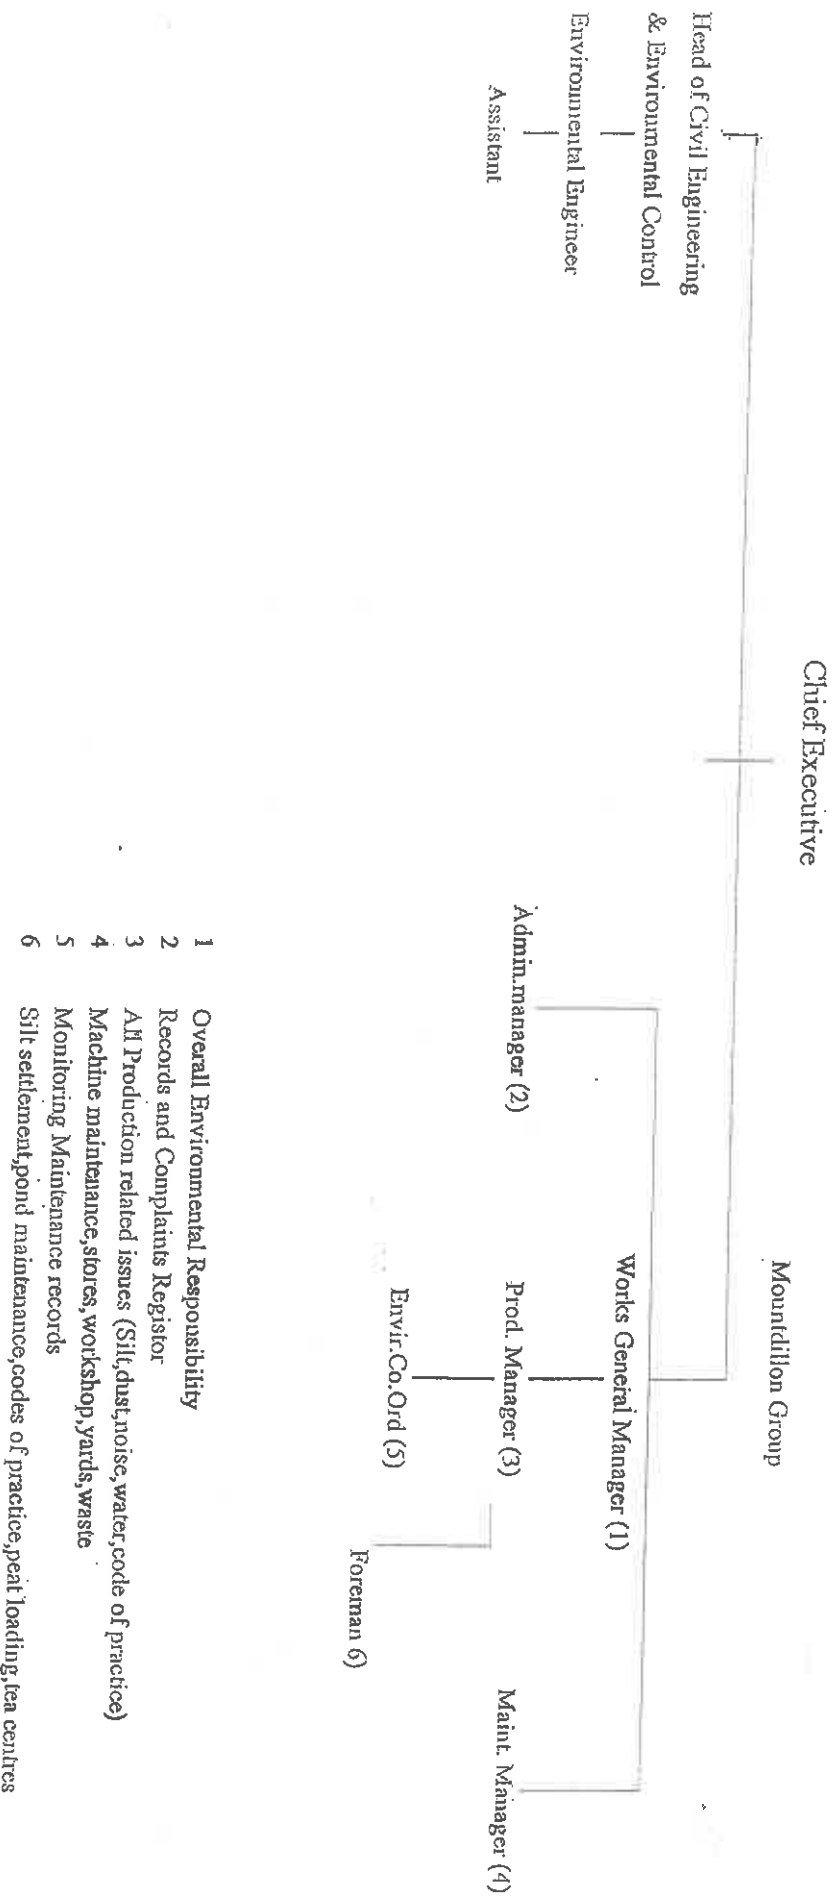 Chief Executive
Mountdillon Group
Head of Civil Engineering
& Environmental Control
Environmental Engineer
Assistant
Works General Manager (1)
Admin.manager (2)
Prod. Manager (3)
Maint. Manager (4)
Envir.Co.Ord (5)
Foreman 6)
1 Overall Environmental Responsibility
2 Records and Complaints Registor
3 All Production related issues (Silt,dust,noise,water,code of practice)
4 Machine maintenance,stores,workshop,yards,waste
5 Monitoring Maintenance records
6 Silt settlement,pond maintenance,codes of practice,peat loading,tea centres